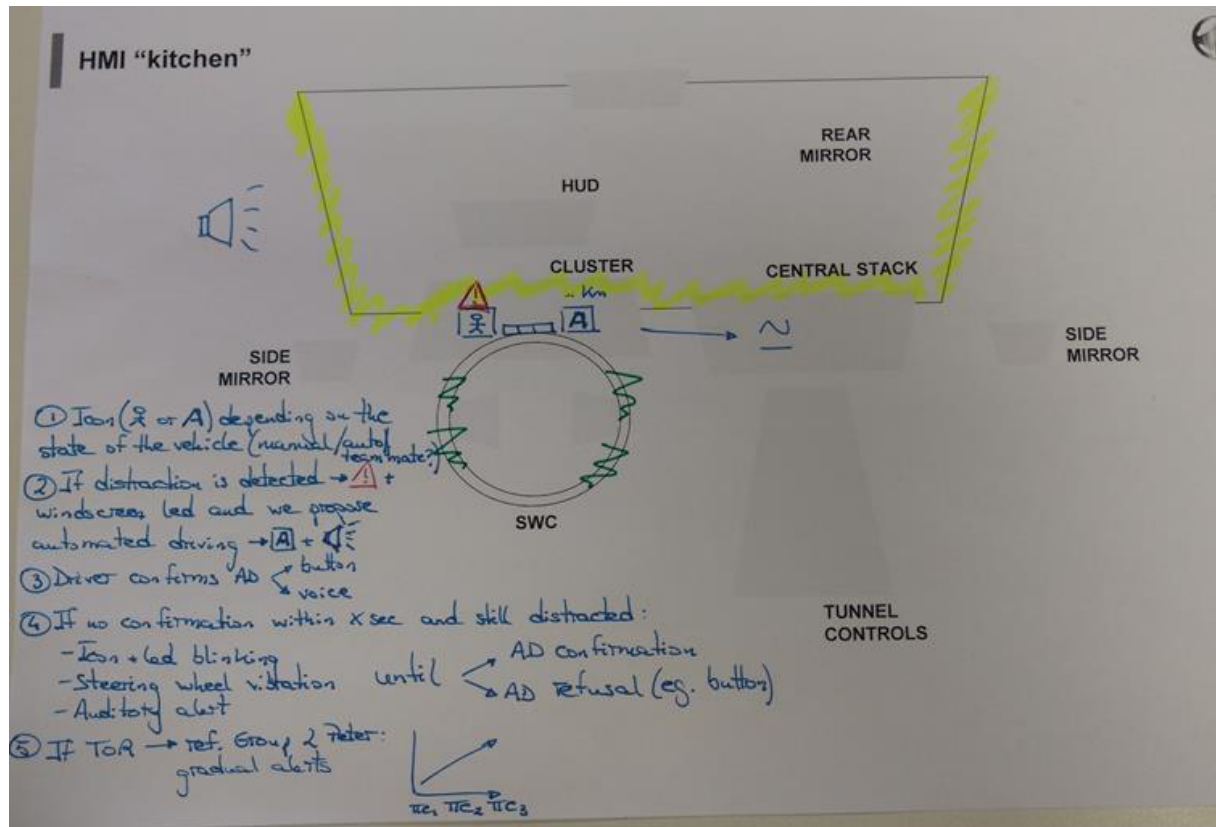 HMI “kitchen”
REAR
MIRROR
HUD
CLUSTER
CENTRAL STACK
... Km
A
SIDE
MIRROR
SIDE
MIRROR
SWC
TUNNEL
CONTROLS
① Icon ( or A) depending on the
state of the vehicle (manual/auto/
teammate?)
② If distraction is detected → ⚠ +
windscreen led and we propose
automated driving → A +
③ Driver confirms AD
button
voice
④ If no confirmation within X sec and still distracted:
- Icon + led blinking
- Steering wheel vibration
- Auditory alert
until
AD confirmation
AD refusal (eg. button)
⑤ If TOR → ref. Group 2 Peter:
gradual alerts